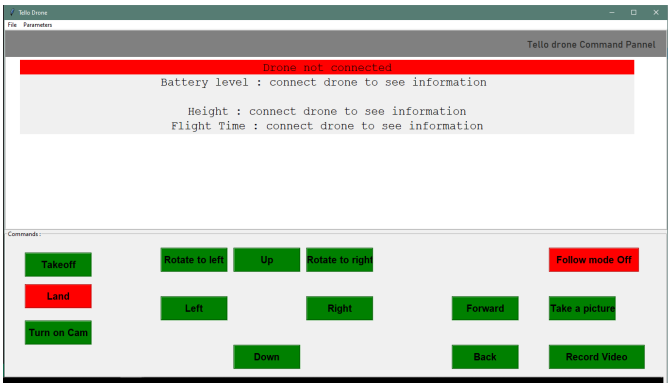 Tello Drone
File Parameters
Tello drone Command Pannel
Drone not connected
Battery level : connect drone to see information
Height : connect drone to see information
Flight Time : connect drone to see information
Commands :
Takeoff
Rotate to left
Up
Rotate to right
Follow mode Off
Land
Left
Right
Forward
Take a picture
Turn on Cam
Down
Back
Record Video